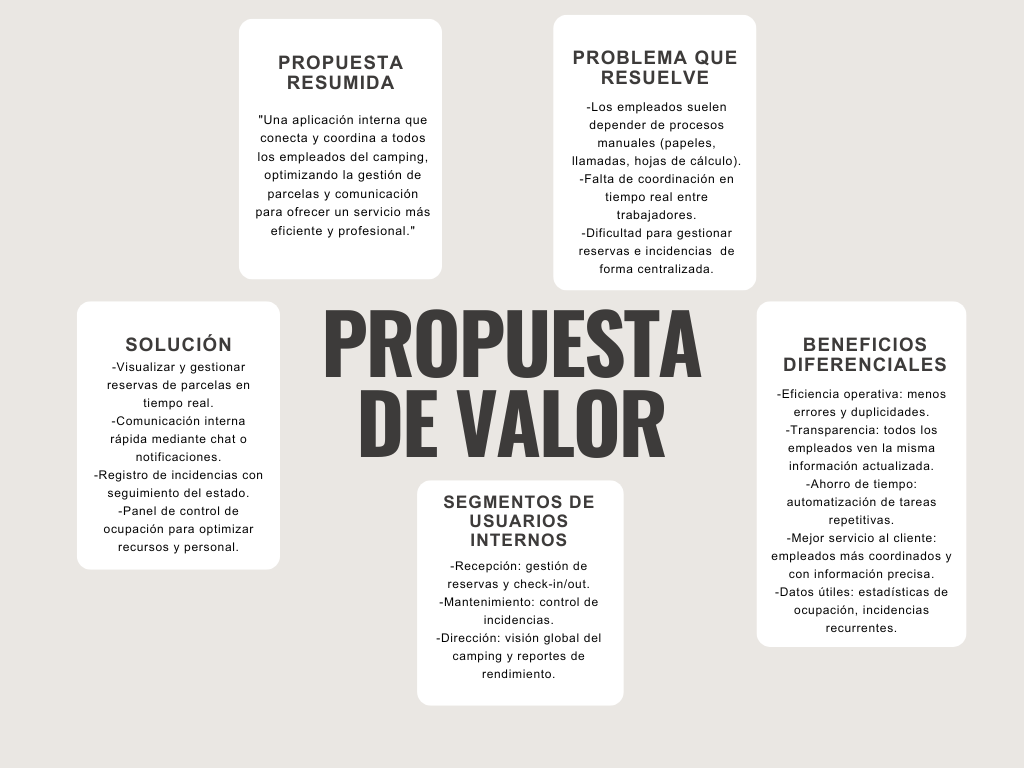 PROPUESTA
RESUMIDA
"Una aplicación interna que
conecta y coordina a todos
los empleados del camping,
optimizando la gestión de
parcelas y comunicación
para ofrecer un servicio más
eficiente y profesional."
PROBLEMA QUE
RESUELVE
-Los empleados suelen
depender de procesos
manuales (papeles,
llamadas, hojas de cálculo).
-Falta de coordinación en
tiempo real entre
trabajadores.
-Dificultad para gestionar
reservas e incidencias  de
forma centralizada.
PROPUESTA
DE VALOR
SOLUCIÓN
-Visualizar y gestionar
reservas de parcelas en
tiempo real.
-Comunicación interna
rápida mediante chat o
notificaciones.
-Registro de incidencias con
seguimiento del estado.
-Panel de control de
ocupación para optimizar
recursos y personal.
SEGMENTOS DE
USUARIOS
INTERNOS
-Recepción: gestión de
reservas y check-in/out.
-Mantenimiento: control de
incidencias.
-Dirección: visión global del
camping y reportes de
rendimiento.
BENEFICIOS
DIFERENCIALES
-Eficiencia operativa: menos
errores y duplicidades.
-Transparencia: todos los
empleados ven la misma
información actualizada.
-Ahorro de tiempo:
automatización de tareas
repetitivas.
-Mejor servicio al cliente:
empleados más coordinados y
con información precisa.
-Datos útiles: estadísticas de
ocupación, incidencias
recurrentes.